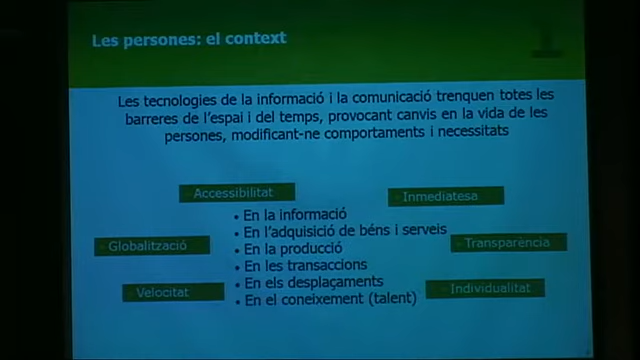 Les persones: el context
Les tecnologies de la informació i la comunicació trenquen totes les
barreres de l'espai i del temps, provocant canvis en la vida de les
persones, modificant-ne comportaments i necessitats
Accessibilitat
Inmediatesa
• En la informació
• En l'adquisició de béns i serveis
Globalització
• En la producció
Transparència
• En les transaccions
• En els desplaçaments
Velocitat
Individualitat
• En el coneixement (talent)